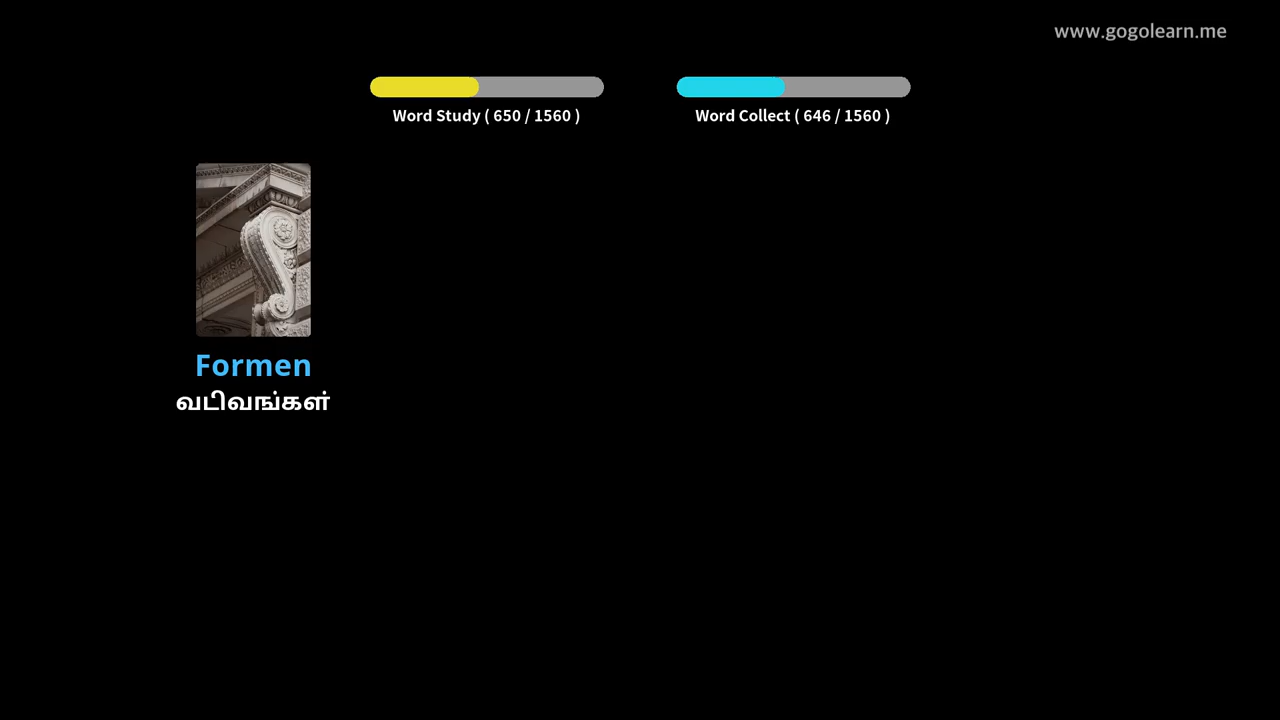 www.gogolearn.me
Word Study ( 650 / 1560 )
Word Collect ( 646 / 1560 )
Formen
வடிவங்கள்